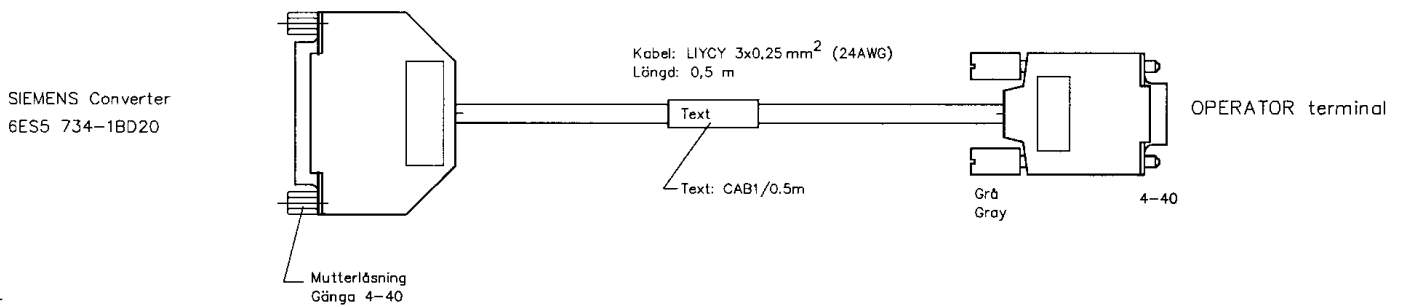 SIEMENS Converter
6ES5 734-1BD20
Kabel: LIYCY 3x0,25 mm² (24AWG)
Längd: 0,5 m
Text
Text: CAB1/0.5m
OPERATOR terminal
Grå
Gray
4-40
Mutterlåsning
Gänga 4-40